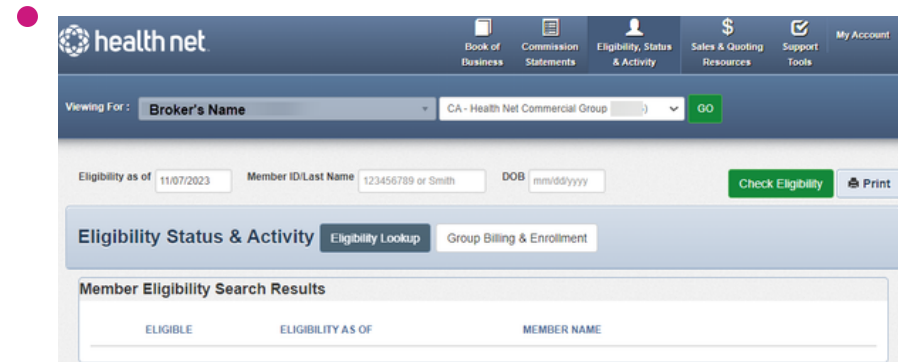 health net
Book of Business
Commission Statements
Eligibility, Status & Activity
$
Sales & Quoting Resources
Support Tools
My Account
Viewing For :
Broker's Name
CA - Health Net Commercial Group )
GO
Eligibility as of
11/07/2023
Member ID/Last Name
123456789 or Smith
DOB
mm/dd/yyyy
Check Eligibility
Print
Eligibility Status & Activity
Eligibility Lookup
Group Billing & Enrollment
Member Eligibility Search Results
ELIGIBLE
ELIGIBILITY AS OF
MEMBER NAME